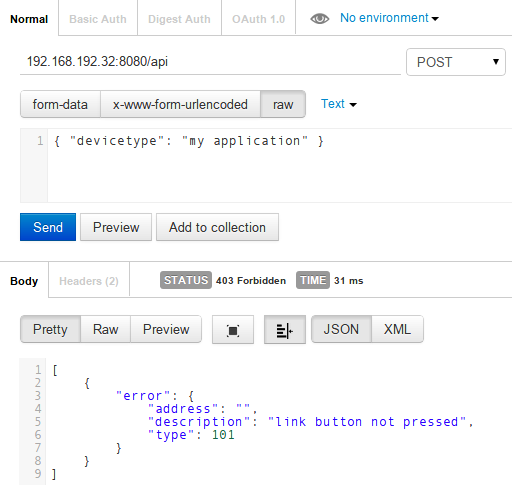 Normal Basic Auth Digest Auth OAuth 1.0 No environment
192.168.192.32:8080/api POST
form-data x-www-form-urlencoded raw Text
1 { "devicetype": "my application" }
Send Preview Add to collection
Body Headers (2) STATUS 403 Forbidden TIME 31 ms
Pretty Raw Preview JSON XML
1 [
2 {
3 "error": {
4 "address": "",
5 "description": "link button not pressed",
6 "type": 101
7 }
8 }
9 ]